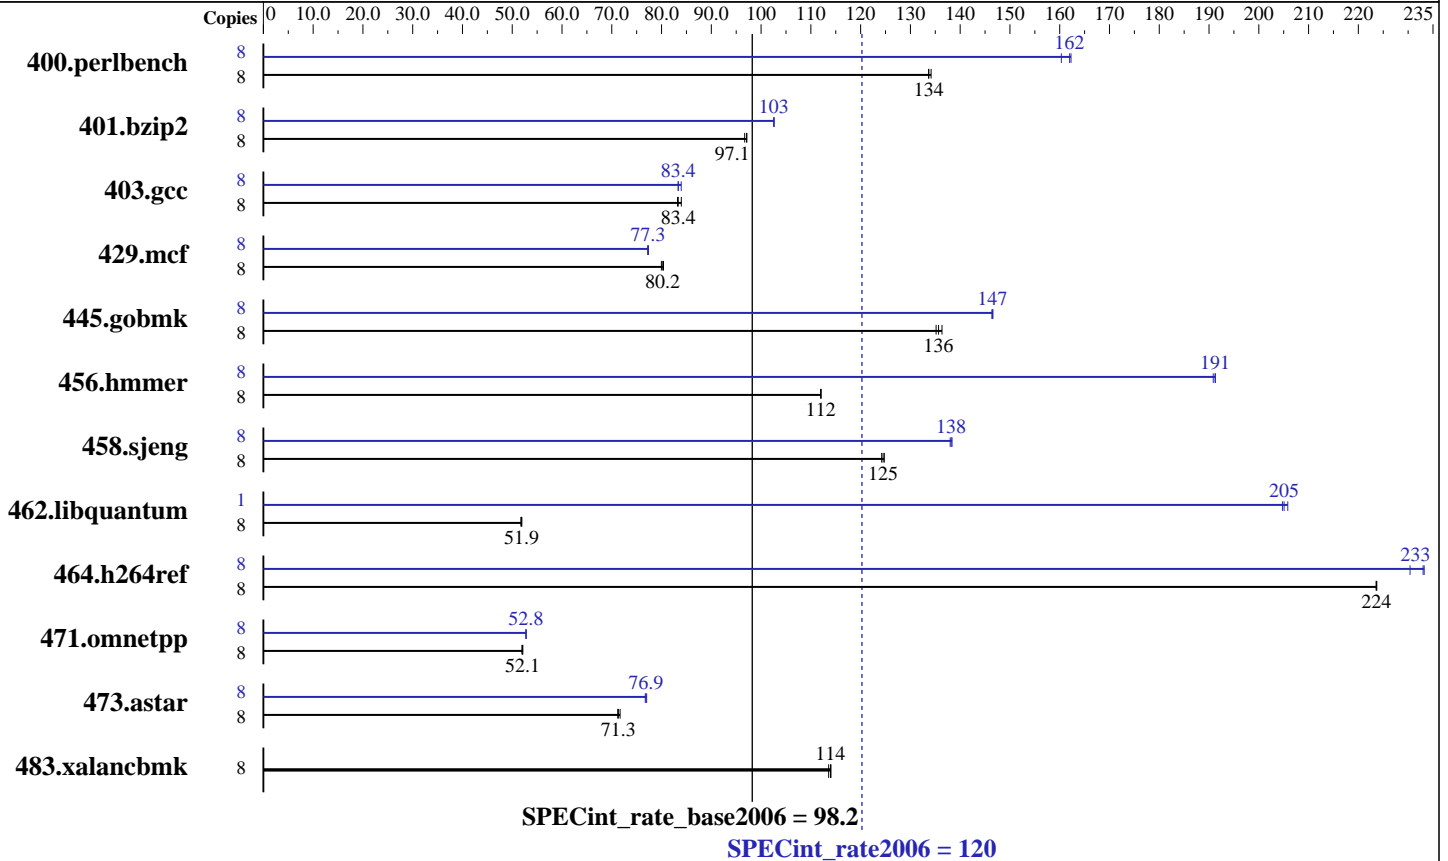 Copies 0 10.0 20.0 30.0 40.0 50.0 60.0 70.0 80.0 90.0 100 110 120 130 140 150 160 170 180 190 200 210 220 235
400.perlbench 8 162
8 134
401.bzip2 8 103
8 97.1
403.gcc 8 83.4
8 83.4
429.mcf 8 77.3
8 80.2
445.gobmk 8 147
8 136
456.hmmer 8 191
8 112
458.sjeng 8 138
8 125
462.libquantum 1 205
8 51.9
464.h264ref 8 233
8 224
471.omnetpp 8 52.8
8 52.1
473.astar 8 76.9
8 71.3
483.xalancbmk 8 114
SPECint_rate_base2006 = 98.2
SPECint_rate2006 = 120